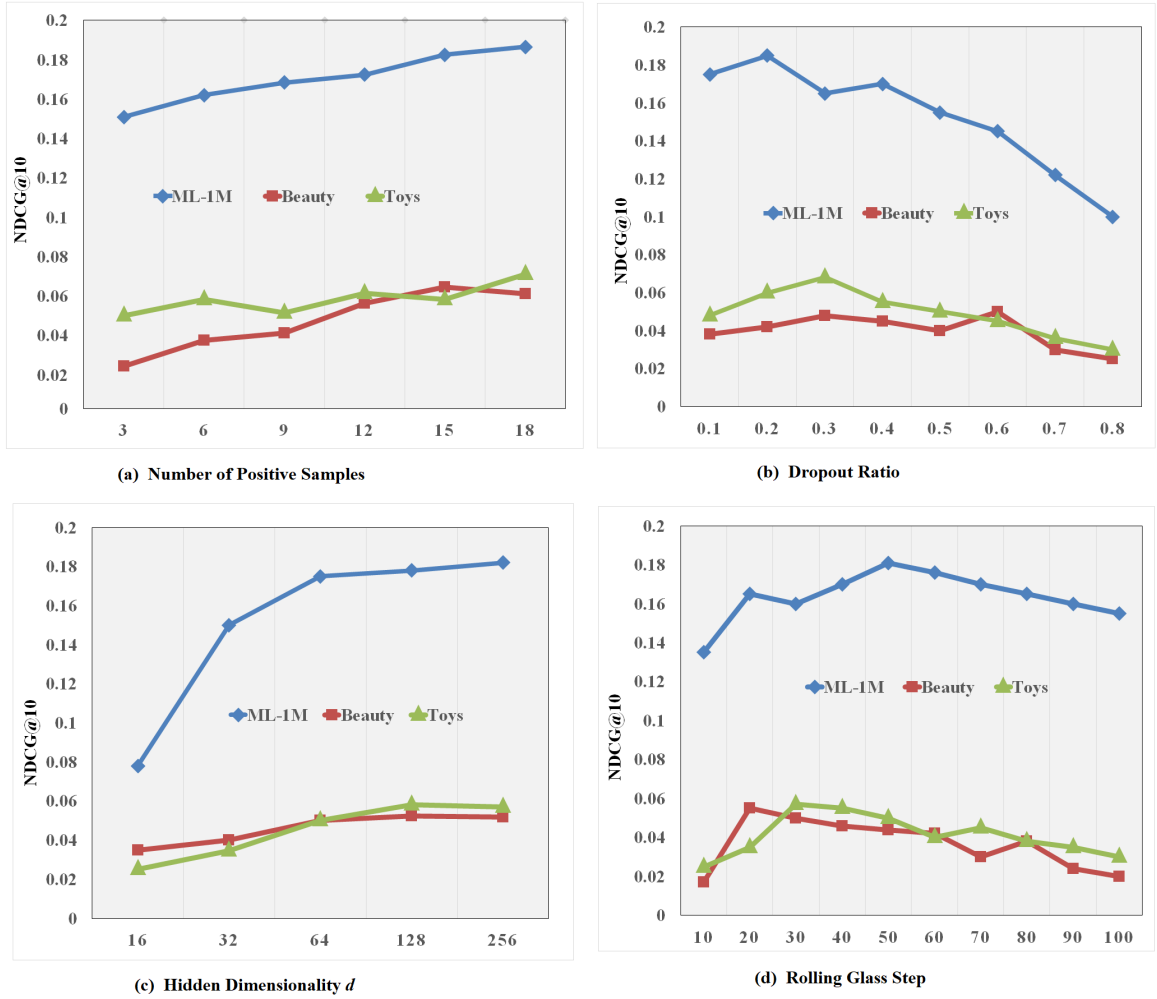 0.2
0.18
0.16
0.14
0.12
0.1
0.08
0.06
0.04
0.02
0
NDCG@10
ML-1M Beauty Toys
3 6 9 12 15 18
(a) Number of Positive Samples
0.2
0.18
0.16
0.14
0.12
0.1
0.08
0.06
0.04
0.02
0
NDCG@10
ML-1M Beauty Toys
0.1 0.2 0.3 0.4 0.5 0.6 0.7 0.8
(b) Dropout Ratio
0.2
0.18
0.16
0.14
0.12
0.1
0.08
0.06
0.04
0.02
0
NDCG@10
ML-1M Beauty Toys
16 32 64 128 256
(c) Hidden Dimensionality d
0.2
0.18
0.16
0.14
0.12
0.1
0.08
0.06
0.04
0.02
0
NDCG@10
ML-1M Beauty Toys
10 20 30 40 50 60 70 80 90 100
(d) Rolling Glass Step